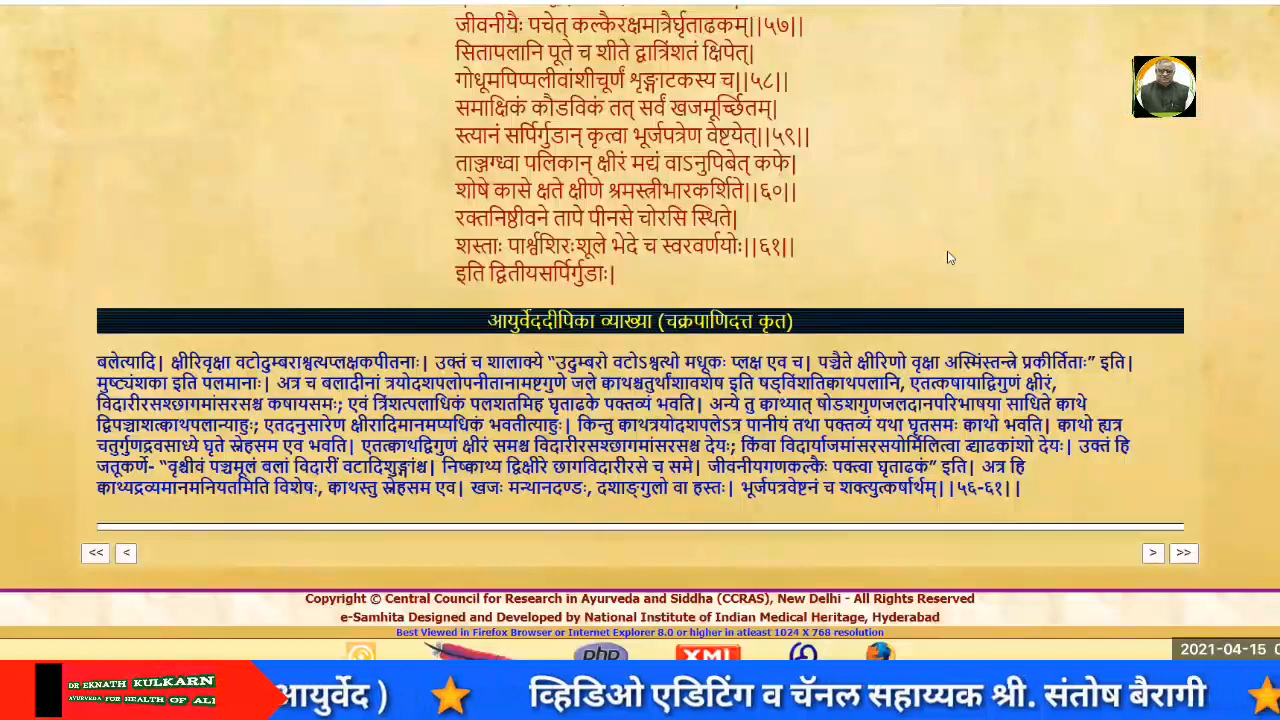 जीवनीयैः पचेत् कल्कैरक्षमात्रैर्घृताढकम्||५७||
सितापलानि पूते च शीते द्वात्रिंशतं क्षिपेत्|
गोधूमपिप्पलीवांशीचूर्णं शृङ्गाटकस्य च||५८||
समाक्षिकं कौडविकं तत् सर्वं खजमूर्च्छितम्|
स्त्यानं सर्पिर्गुडान् कृत्वा भूर्जपत्रेण वेष्टयेत्||५९||
ताञ्जग्ध्वा पलिकान् क्षीरं मद्यं वाऽनुपिबेत् कफे|
शोषे कासे क्षते क्षीणे श्रमस्त्रीभारकर्शिते||६०||
रक्तनिष्ठीवने तापे पीनसे चोरसि स्थिते|
शस्ताः पार्श्वशिरःशूले भेदे च स्वरवर्णयोः||६१||
इति द्वितीयसर्पिर्गुडाः|
आयुर्वेददीपिका व्याख्या (चक्रपाणिदत्त कृत)
बलेत्यादि| क्षीरिवृक्षा वटोदुम्बराश्वत्थप्लक्षकपीतनाः| उक्तं च शालाक्ये “उदुम्बरो वटोऽश्वत्थो मधूकः प्लक्ष एव च| पञ्चैते क्षीरिणो वृक्षा अस्मिंस्तन्त्रे प्रकीर्तिताः” इति|
मुष्ट्यंशका इति पलमानाः| अत्र च बलादीनां त्रयोदशपलोपनीतानामष्टगुणे जले क्वाथश्चतुर्थांशावशेष इति षड्विंशतिक्वाथपलानि, एतत्कषायाद्विगुणं क्षीरं,
विदारीरसश्छागमांसरसश्च कषायसमः; एवं त्रिंशत्पलाधिकं पलशतमिह घृताढके पक्तव्यं भवति| अन्ये तु क्वाथ्यात् षोडशगुणजलदानपरिभाषया साधिते क्वाथे
द्विपञ्चाशत्क्वाथपलान्याहुः; एतदनुसारेण क्षीरादिमानमप्यधिकं भवतीत्याहुः| किन्तु क्वाथत्रयोदशपलेऽत्र पानीयं तथा पक्तव्यं यथा घृतसमः क्वाथो भवति| क्वाथो ह्यत्र
चतुर्गुणद्रवसाध्ये घृते स्नेहसम एव भवति| एतत्क्वाथद्विगुणं क्षीरं समश्च विदारीरसश्छागमांसरसश्च देयः; किंवा विदार्याजमांसरसयोर्मिलित्वा द्व्याढकांशो देयः| उक्तं हि
जतूकर्णे- “वृश्चीवं पञ्चमूलं बलां विदारीं वटादिशुङ्गांश्च| निष्क्वाथ्य द्विक्षीरे छागविदारीरसे च समे| जीवनीयगणकल्कैः पक्त्वा घृताढकं” इति| अत्र हि
क्वाथ्यद्रव्यमानमनियतमिति विशेषः, क्वाथस्तु स्नेहसम एव| खजः मन्थानदण्डः, दशाङ्गुलो वा हस्तः| भूर्जपत्रवेष्टनं च शक्त्युत्कर्षार्थम्||५६-६१||
<< < > >>
Copyright © Central Council for Research in Ayurveda and Siddha (CCRAS), New Delhi - All Rights Reserved
e-Samhita Designed and Developed by National Institute of Indian Medical Heritage, Hyderabad
Best Viewed in Firefox Browser or Internet Explorer 8.0 or higher in atleast 1024 X 768 resolution
php
XML
2021-04-15
DR EKNATH KULKARN
AYURVEDA FOR HEALTH OF ALL
आयुर्वेद ) व्हिडिओ एडिटिंग व चॅनल सहाय्यक श्री. संतोष बैरागी